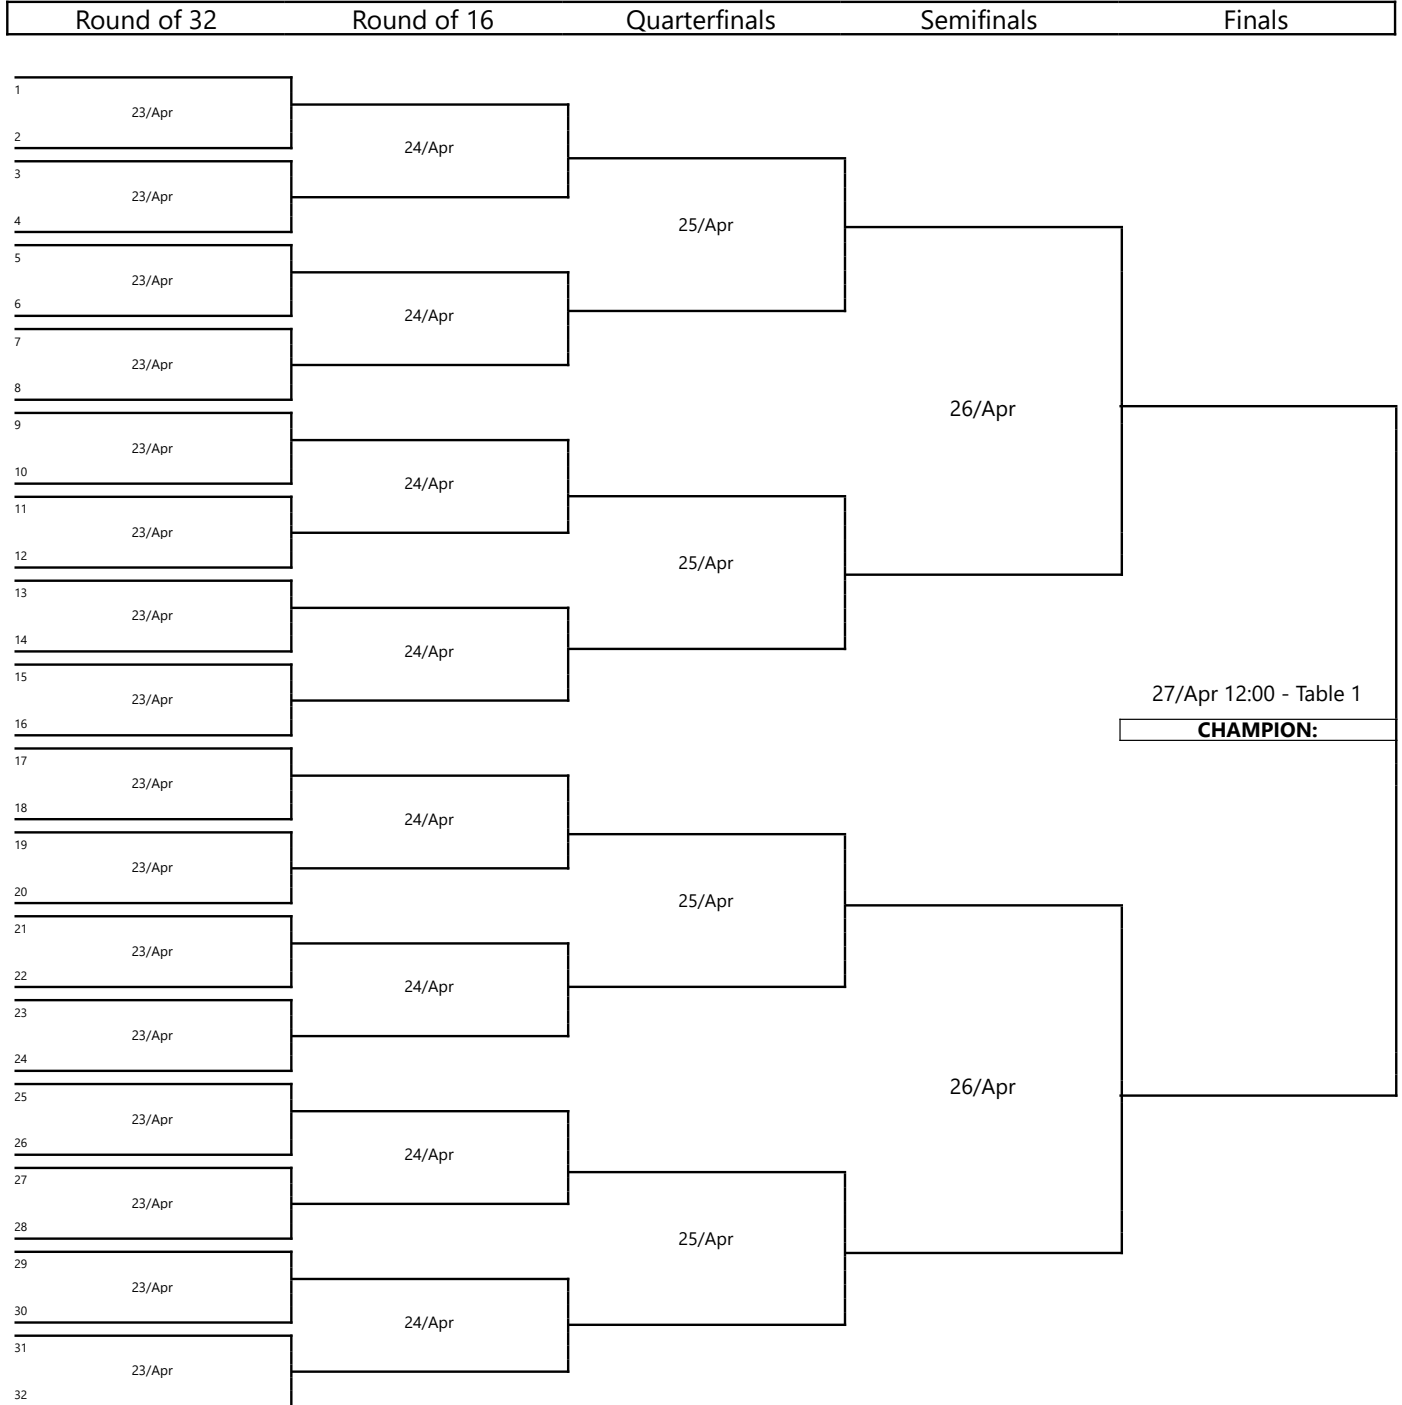 Round of 32 Round of 16 Quarterfinals Semifinals Finals
1
23/Apr
2
3
23/Apr
4
5
23/Apr
6
7
23/Apr
8
9
23/Apr
10
11
23/Apr
12
13
23/Apr
14
15
23/Apr
16
17
23/Apr
18
19
23/Apr
20
21
23/Apr
22
23
23/Apr
24
25
23/Apr
26
27
23/Apr
28
29
23/Apr
30
31
23/Apr
32
24/Apr
24/Apr
24/Apr
24/Apr
24/Apr
24/Apr
24/Apr
24/Apr
25/Apr
25/Apr
25/Apr
25/Apr
26/Apr
26/Apr
27/Apr 12:00 - Table 1
CHAMPION: